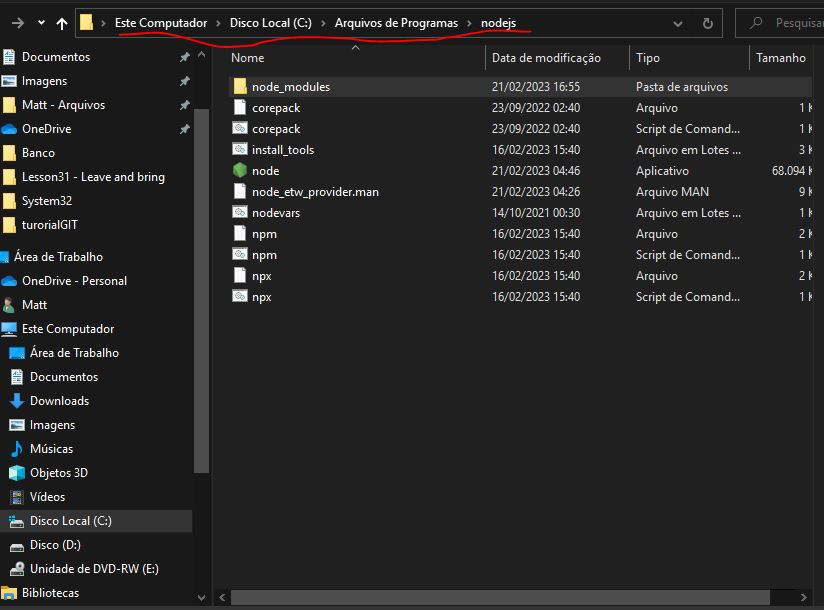 Este Computador > Disco Local (C:) > Arquivos de Programas > nodejs
Pesquisar
Nome Data de modificação Tipo Tamanho
Documentos
Imagens
Matt - Arquivos
OneDrive
Banco
Lesson31 - Leave and bring
System32
turorialGIT
Área de Trabalho
OneDrive - Personal
Matt
Este Computador
Área de Trabalho
Documentos
Downloads
Imagens
Músicas
Objetos 3D
Vídeos
Disco Local (C:)
Disco (D:)
Unidade de DVD-RW (E:)
Bibliotecas
node_modules 21/02/2023 16:55 Pasta de arquivos
corepack 23/09/2022 02:40 Arquivo 1 K
corepack 23/09/2022 02:40 Script de Comand... 1 K
install_tools 16/02/2023 15:40 Arquivo em Lotes ... 3 K
node 21/02/2023 04:46 Aplicativo 68.094 K
node_etw_provider.man 21/02/2023 04:26 Arquivo MAN 9 K
nodevars 14/10/2021 00:30 Arquivo em Lotes ... 1 K
npm 16/02/2023 15:40 Arquivo 2 K
npm 16/02/2023 15:40 Script de Comand... 1 K
npx 16/02/2023 15:40 Arquivo 2 K
npx 16/02/2023 15:40 Script de Comand... 1 K